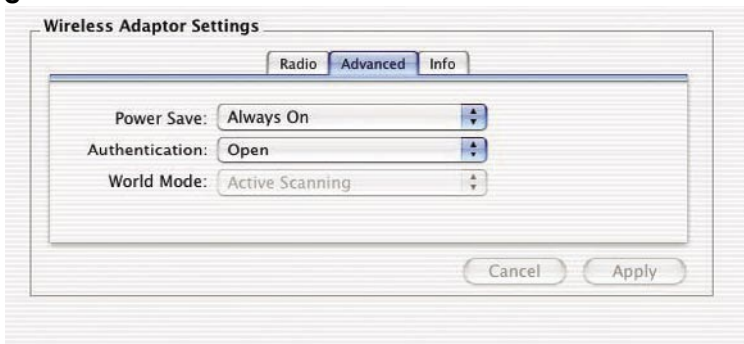 Wireless Adaptor Settings
Radio Advanced Info
Power Save: Always On
Authentication: Open
World Mode: Active Scanning
Cancel Apply